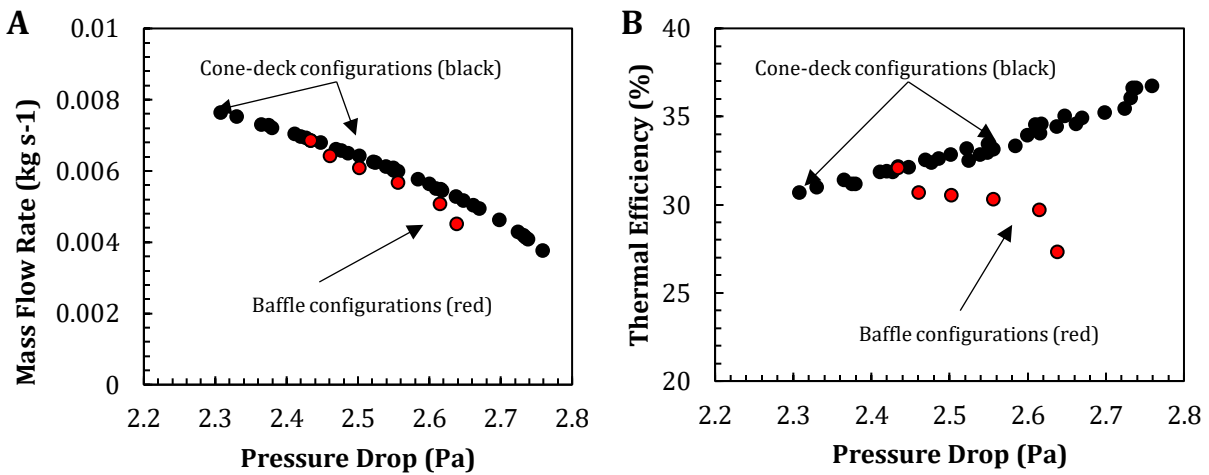 A
Mass Flow Rate (kg s-1)
0.01
0.008
0.006
0.004
0.002
0
Cone-deck configurations (black)
Baffle configurations (red)
2.2 2.3 2.4 2.5 2.6 2.7 2.8
Pressure Drop (Pa)
B
Thermal Efficiency (%)
40
35
30
25
20
Cone-deck configurations (black)
Baffle configurations (red)
2.2 2.3 2.4 2.5 2.6 2.7 2.8
Pressure Drop (Pa)